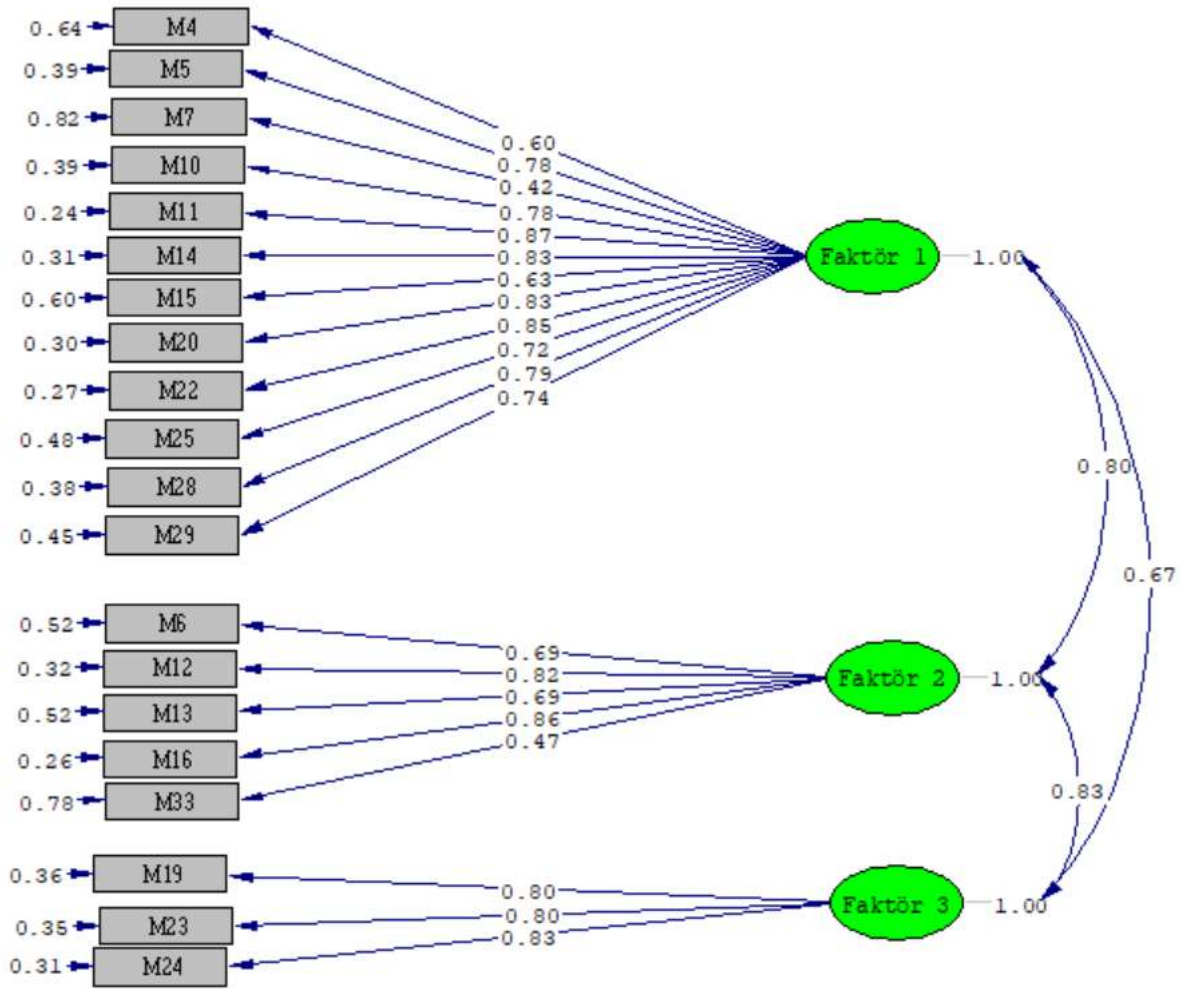 0.64 M4
0.39 M5
0.82 M7
0.39 M10
0.24 M11
0.31 M14
0.60 M15
0.30 M20
0.27 M22
0.48 M25
0.38 M28
0.45 M29
0.60
0.78
0.42
0.78
0.87
0.83
0.63
0.83
0.85
0.72
0.79
0.74
Faktör 1 1.00
0.80
0.67
0.52 M6
0.32 M12
0.52 M13
0.26 M16
0.78 M33
0.69
0.82
0.69
0.86
0.47
Faktör 2 1.00
0.83
0.36 M19
0.35 M23
0.31 M24
0.80
0.80
0.83
Faktör 3 1.00